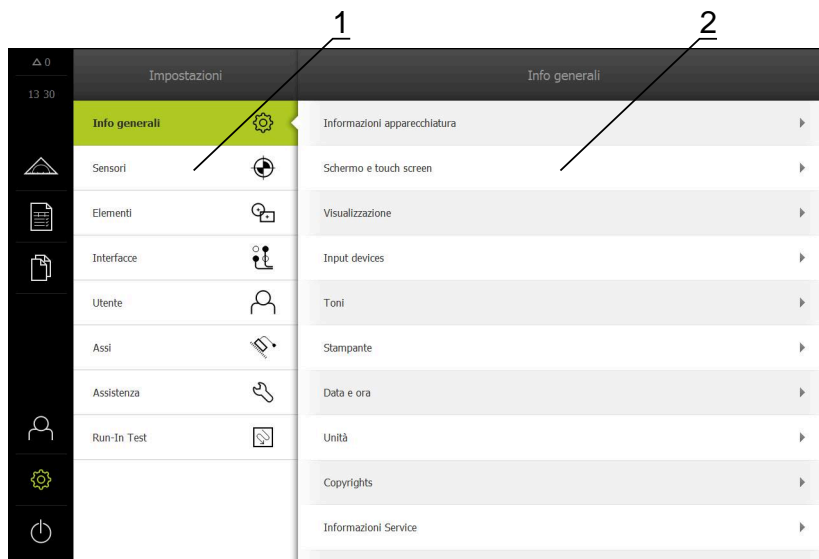 1 2
0
Impostazioni Info generali
13 30
Info generali Informazioni apparecchiatura
Sensori Schermo e touch screen
Elementi Visualizzazione
Interfacce Input devices
Utente Toni
Assi Stampante
Assistenza Data e ora
Run-In Test Unità
Copyrights
Informazioni Service